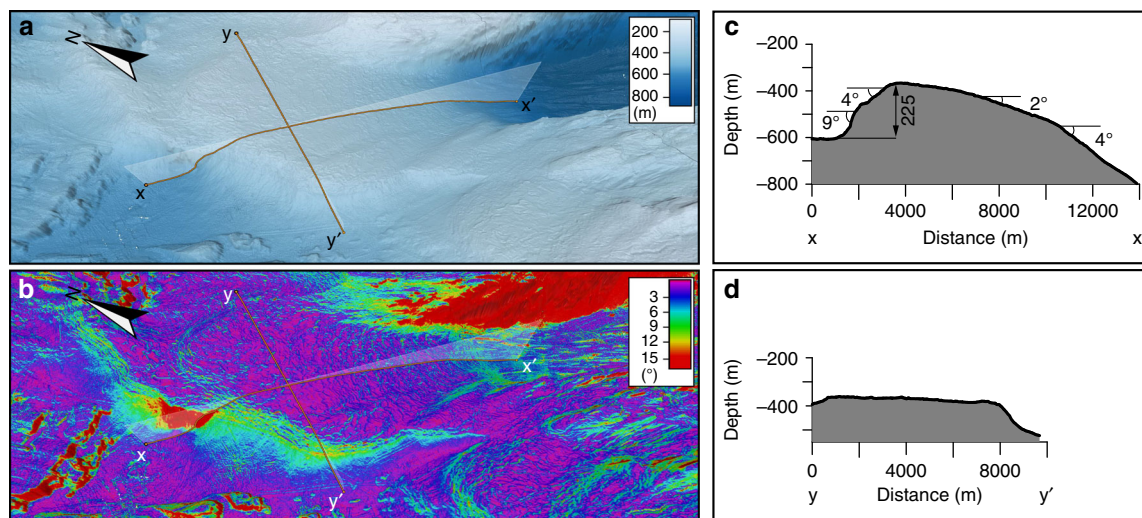 a
N
y
x
x′
y′
200
400
600
800
(m)
b
N
y
x
x′
y′
3
6
9
12
15
(°)
c
Depth (m)
−200
−400
−600
−800
4°
9°
225
2°
4°
0 4000 8000 12000
x Distance (m) x
d
Depth (m)
−200
−400
0 4000 8000
y Distance (m) y′